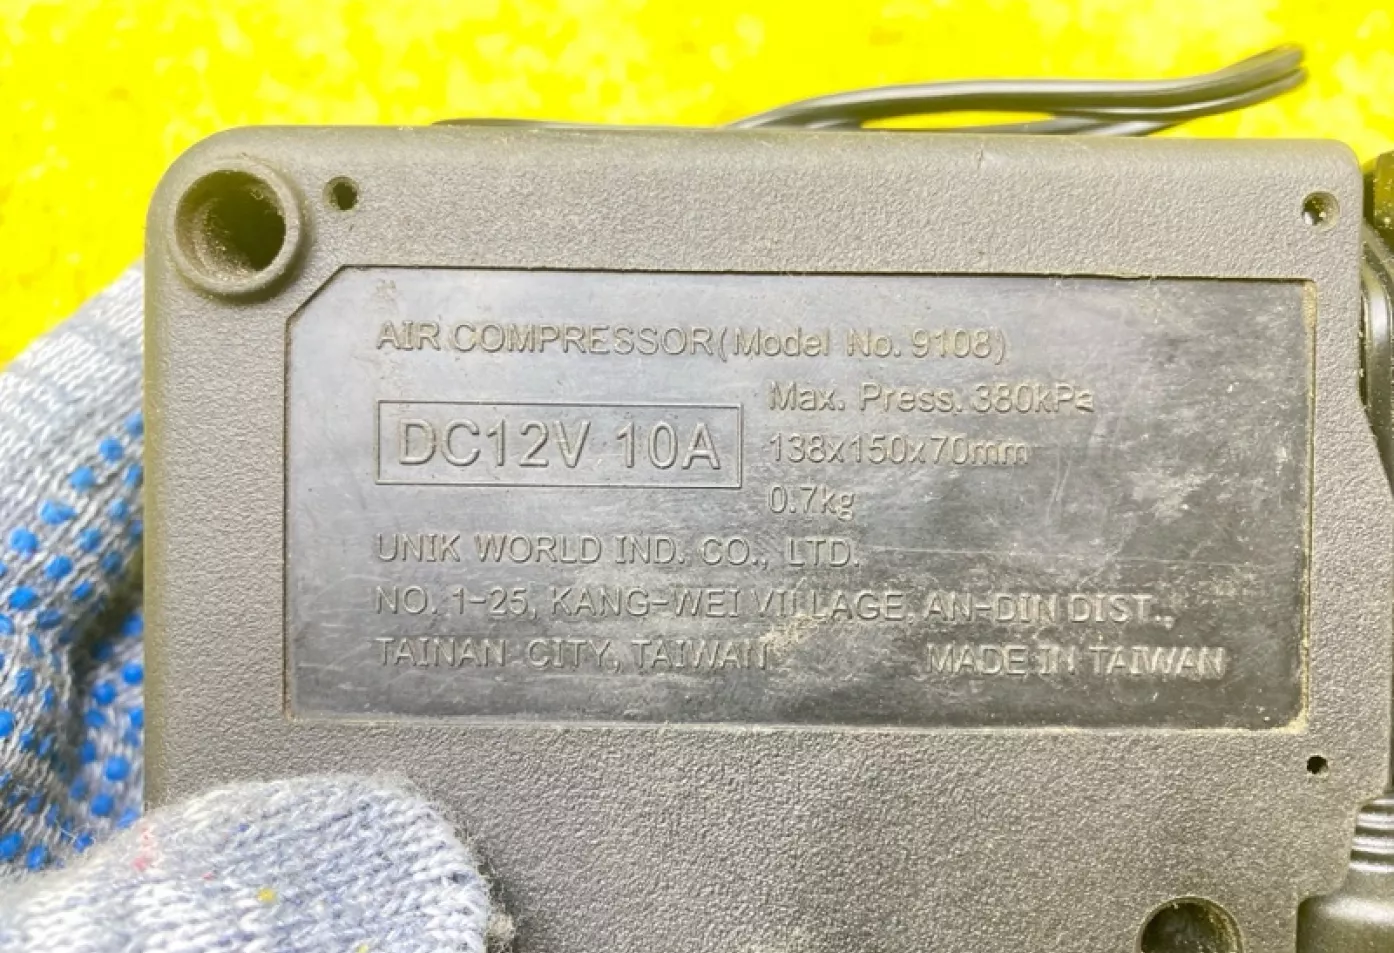 AIR COMPRESSOR(Model No. 9108)
DC12V 10A
Max. Press. 380kPa
138x150x70mm
0.7kg
UNIK WORLD IND. CO., LTD.
NO. 1-25, KANG-WEI VILLAGE, AN-DIN DIST.,
TAINAN CITY, TAIWAN MADE IN TAIWAN